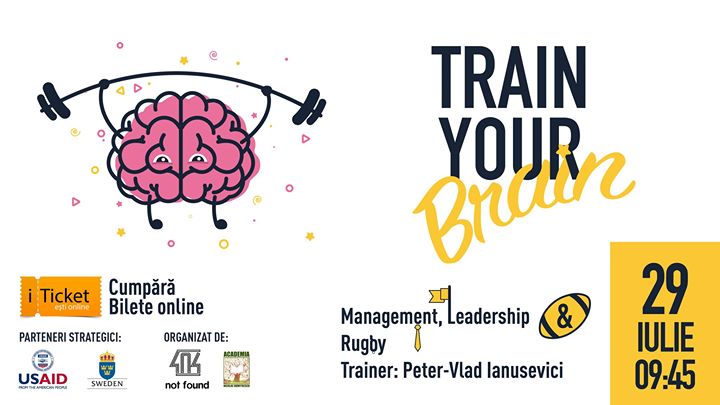 TRAIN
YOUR
Brain
iTicket
ești online
Cumpără
Bilete online
PARTENERI STRATEGICI:
USAID
FROM THE AMERICAN PEOPLE
SWEDEN
ORGANIZAT DE:
404
not found
ACADEMIA
Management, Leadership &
Rugby
Trainer: Peter-Vlad Ianusevici
29
IULIE
09:45